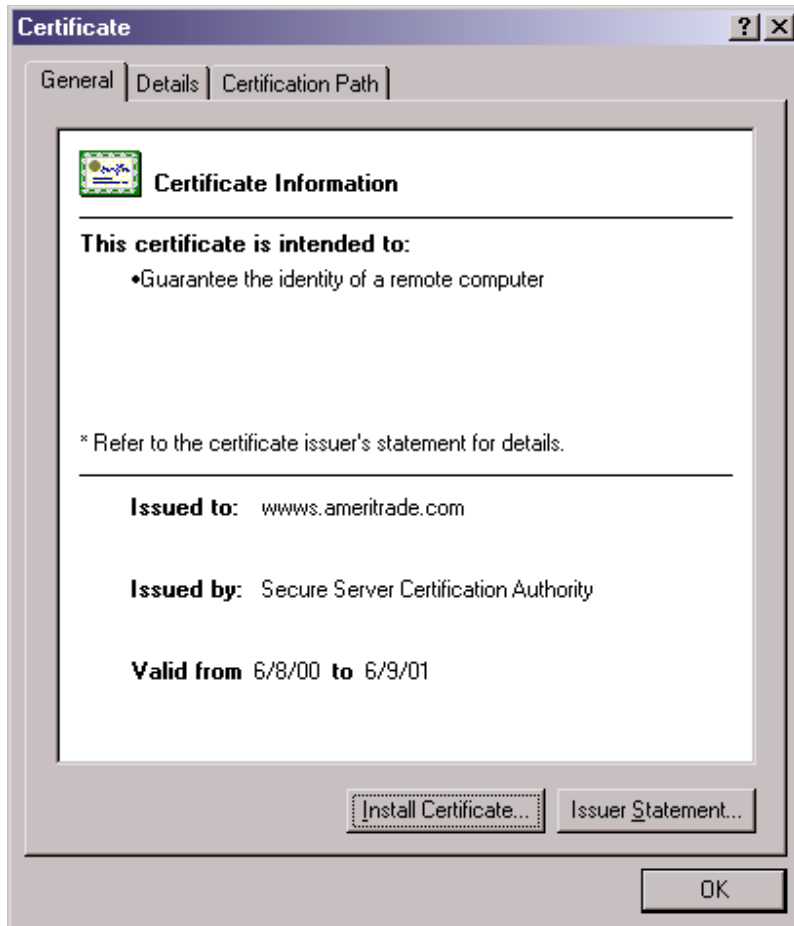 Certificate
General Details Certification Path
Certificate Information
This certificate is intended to:
•Guarantee the identity of a remote computer
* Refer to the certificate issuer's statement for details.
Issued to: wwws.ameritrade.com
Issued by: Secure Server Certification Authority
Valid from 6/8/00 to 6/9/01
Install Certificate... Issuer Statement...
OK